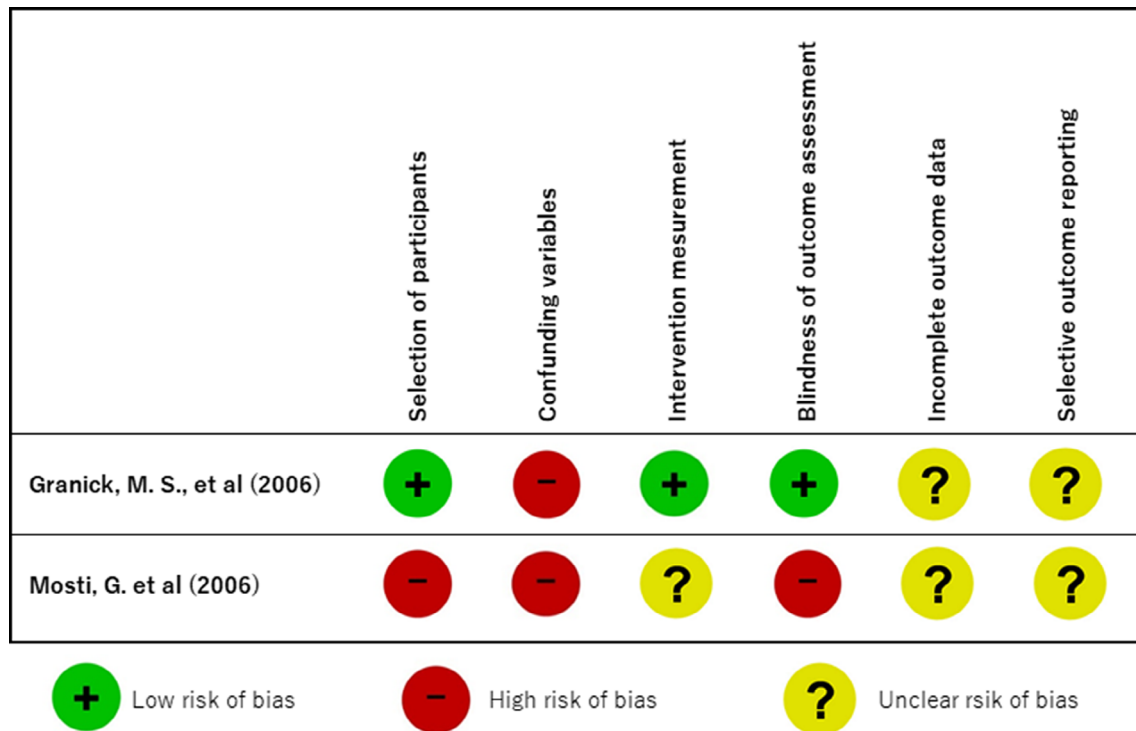 Selection of participants
Confunding variables
Intervention mesurement
Blindness of outcome assessment
Incomplete outcome data
Selective outcome reporting
Granick, M. S., et al (2006) + - + + ? ?
Mosti, G. et al (2006) - - ? - ? ?
+ Low risk of bias - High risk of bias ? Unclear rsik of bias